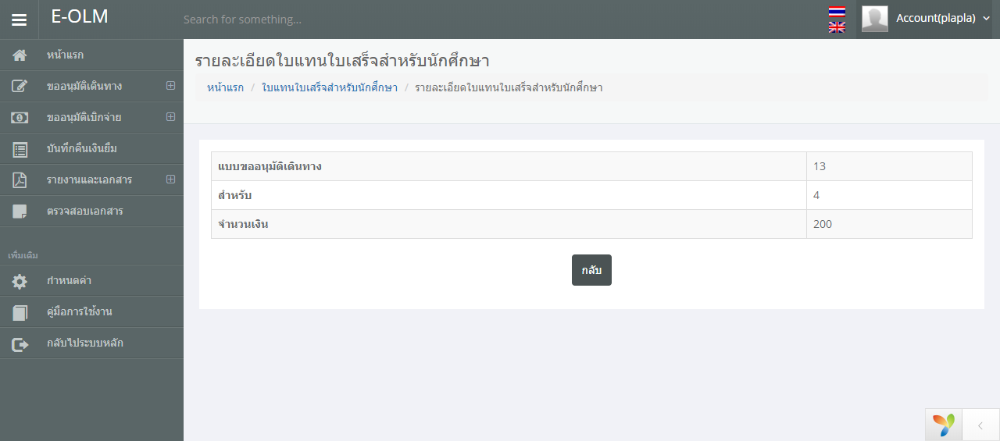 E-OLM
Search for something...
Account(plapla)
หน้าแรก
ขออนุมัติเดินทาง
ขออนุมัติเบิกจ่าย
บันทึกคืนเงินยืม
รายงานและเอกสาร
ตรวจสอบเอกสาร
เพิ่มเติม
กำหนดค่า
คู่มือการใช้งาน
กลับไประบบหลัก
รายละเอียดใบแทนใบเสร็จสำหรับนักศึกษา
หน้าแรก / ใบแทนใบเสร็จสำหรับนักศึกษา / รายละเอียดใบแทนใบเสร็จสำหรับนักศึกษา
แบบขออนุมัติเดินทาง 13
สำหรับ 4
จำนวนเงิน 200
กลับ